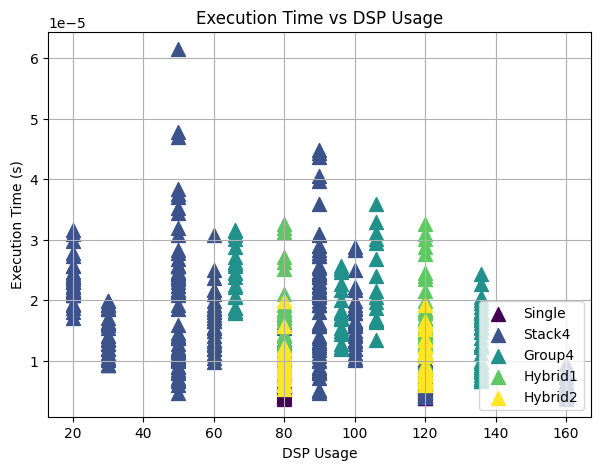 Execution Time vs DSP Usage
1e−5
6
5
4
3
2
1
Execution Time (s)
20 40 60 80 100 120 140 160
DSP Usage
Single
Stack4
Group4
Hybrid1
Hybrid2